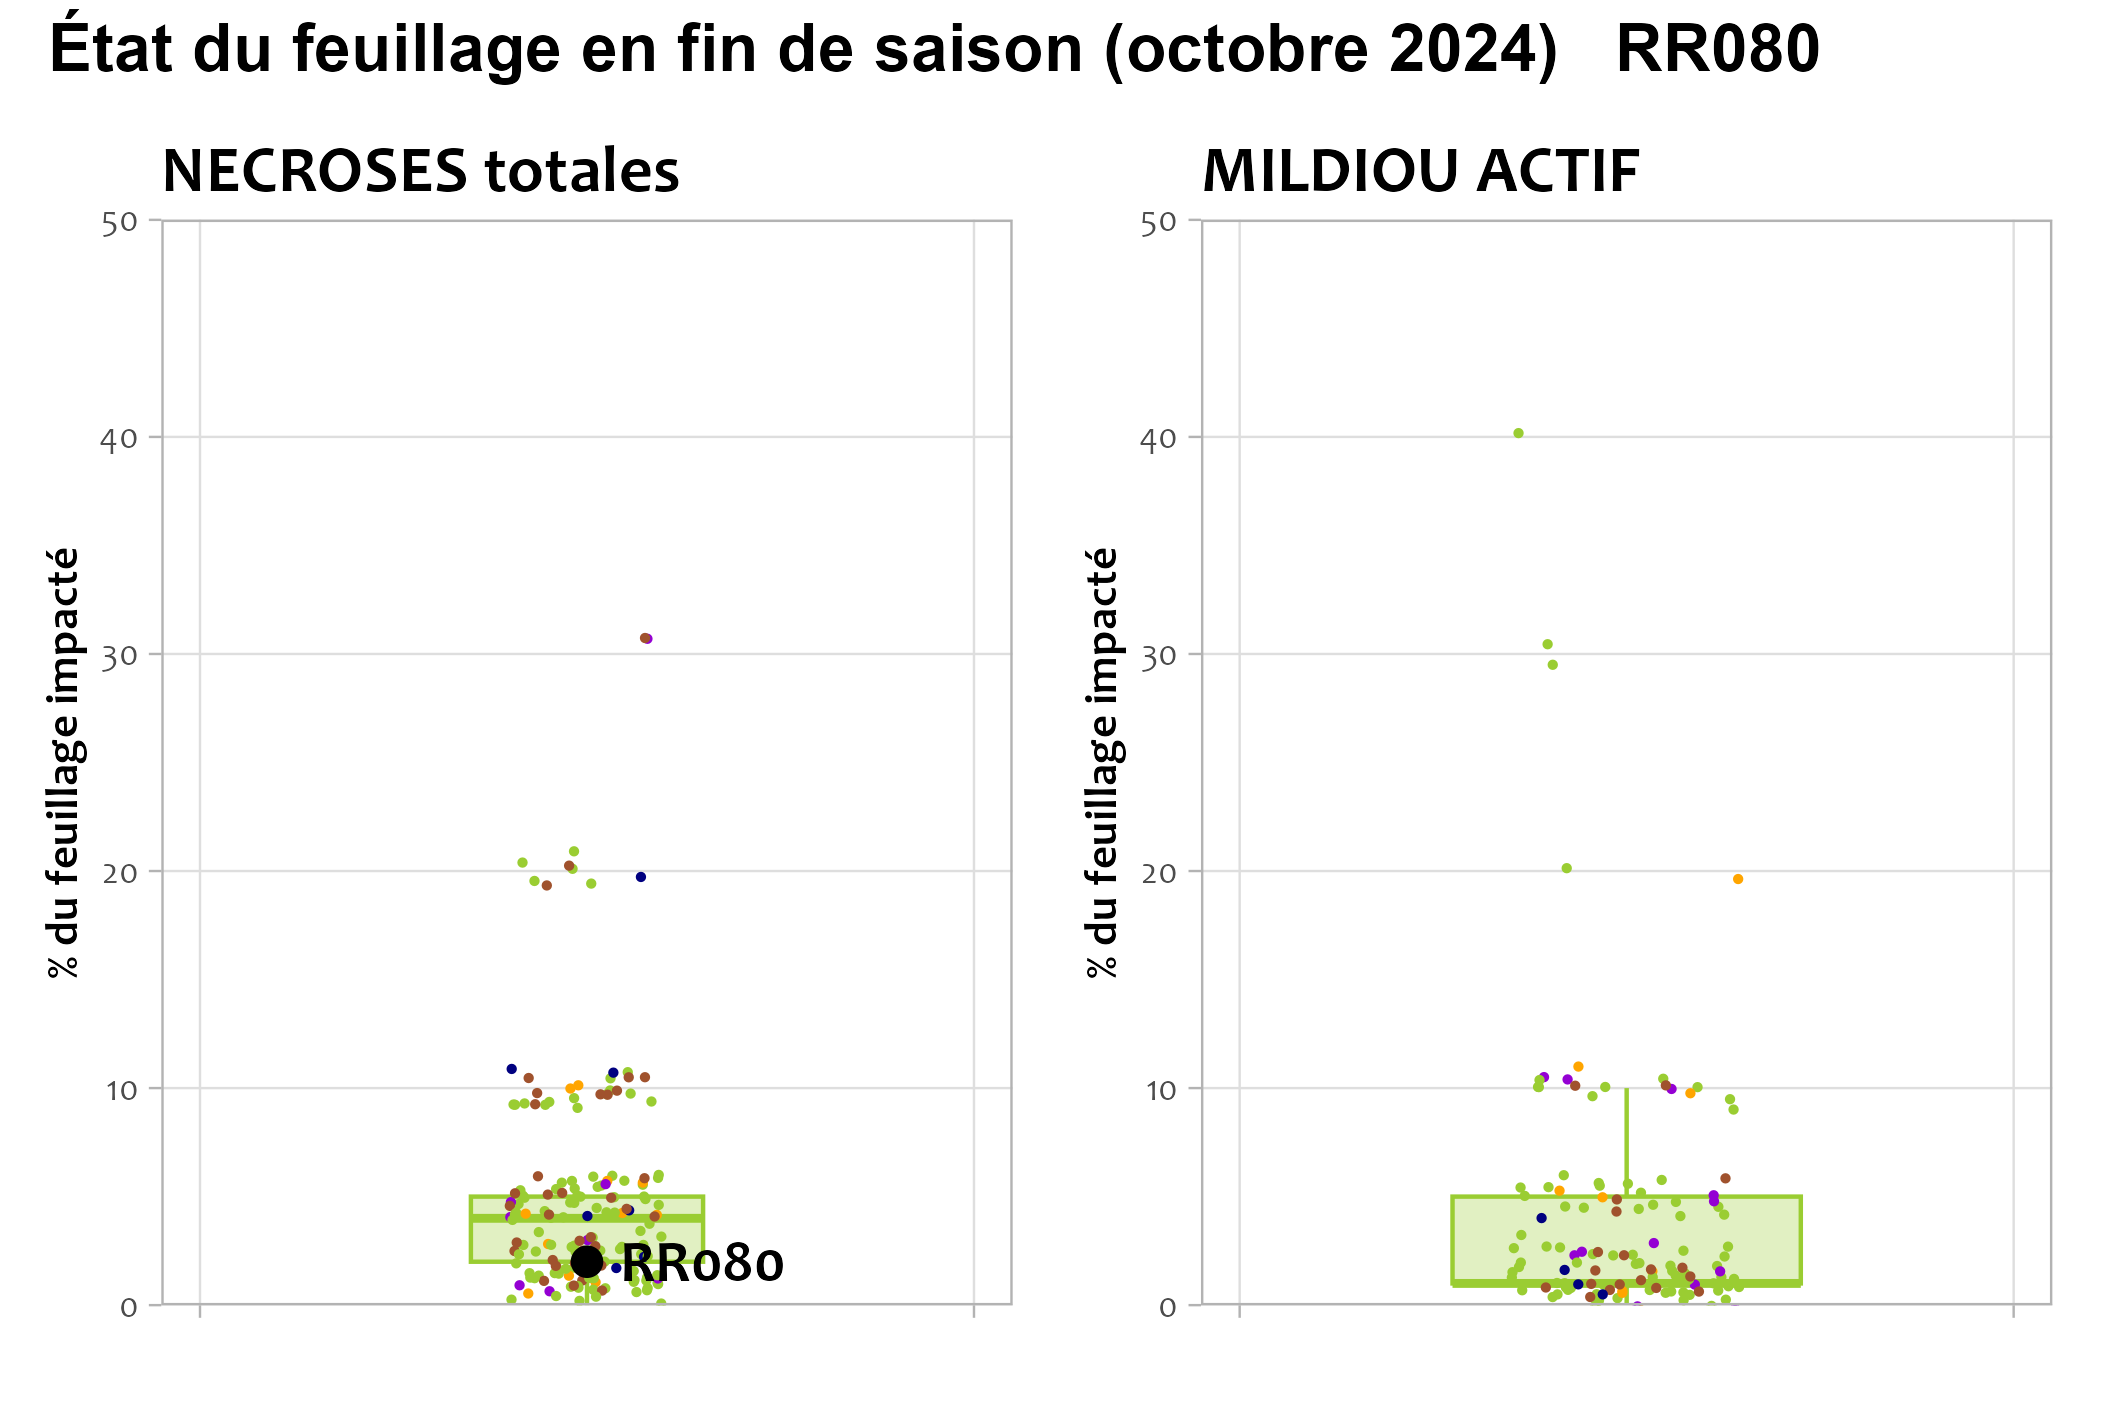 État du feuillage en fin de saison (octobre 2024) RR080
NECROSES totales
% du feuillage impacté
50
40
30
20
10
0
RR080
MILDIOU ACTIF
% du feuillage impacté
50
40
30
20
10
0